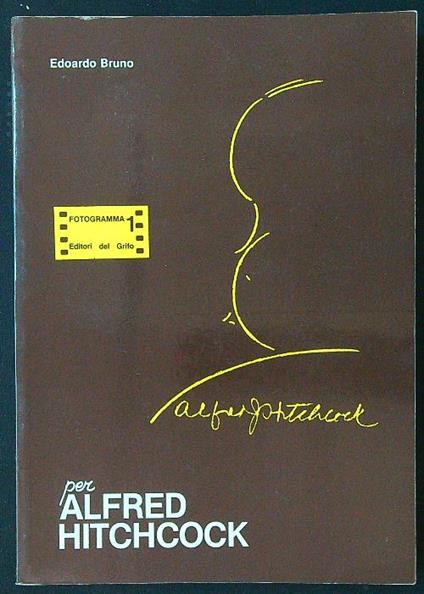 Edoardo Bruno
FOTOGRAMMA 1
Editori del Grifo
Alfred J Hitchcock
per
ALFRED
HITCHCOCK